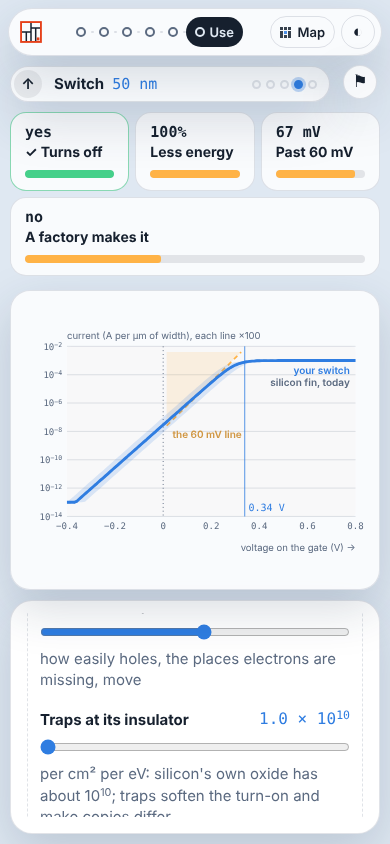 Use
Map
Switch 50 nm
yes
✓ Turns off
100%
Less energy
67 mV
Past 60 mV
no
A factory makes it
current (A per µm of width), each line ×100
10⁻²
10⁻⁴
10⁻⁶
10⁻⁸
10⁻¹⁰
10⁻¹²
10⁻¹⁴
your switch
silicon fin, today
the 60 mV line
0.34 V
−0.4 −0.2 0 0.2 0.4 0.6 0.8
voltage on the gate (V) →
how easily holes, the places electrons are
missing, move
Traps at its insulator 1.0 × 10¹⁰
per cm² per eV: silicon's own oxide has
about 10¹⁰; traps soften the turn-on and
make copies differ